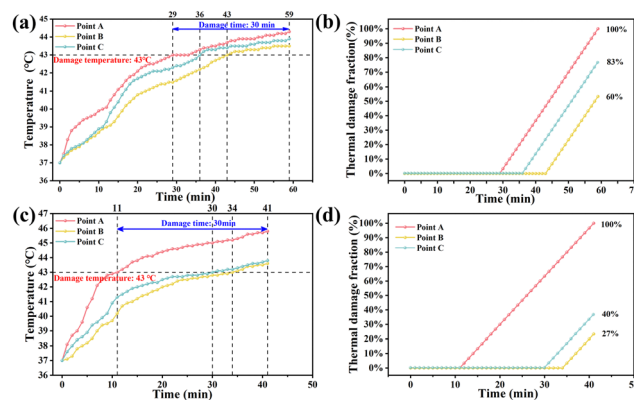 (a)
29 36 43 59
Point A
Point B
Point C
Damage time: 30 min
Damage temperature: 43°C
Temperature (°C)
45
44
43
42
41
40
39
38
37
36
0 10 20 30 40 50 60
Time (min)
(b)
Point A
Point B
Point C
100%
83%
60%
Thermal damage fraction(%)
100%
90%
80%
70%
60%
50%
40%
30%
20%
10%
0%
0 10 20 30 40 50 60
Time (min)
(c)
11 30 34 41
Point A
Point B
Point C
Damage time: 30min
Damage temperature: 43 °C
Temperature (°C)
47
46
45
44
43
42
41
40
39
38
37
36
0 10 20 30 40 50
Time (min)
(d)
Point A
Point B
Point C
100%
40%
27%
Thermal damage fraction (%)
100%
90%
80%
70%
60%
50%
40%
30%
20%
10%
0%
0 10 20 30 40
Time (min)